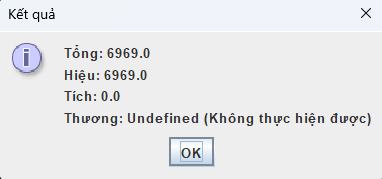 Kết quả
Tổng: 6969.0
Hiệu: 6969.0
Tích: 0.0
Thương: Undefined (Không thực hiện được)
OK